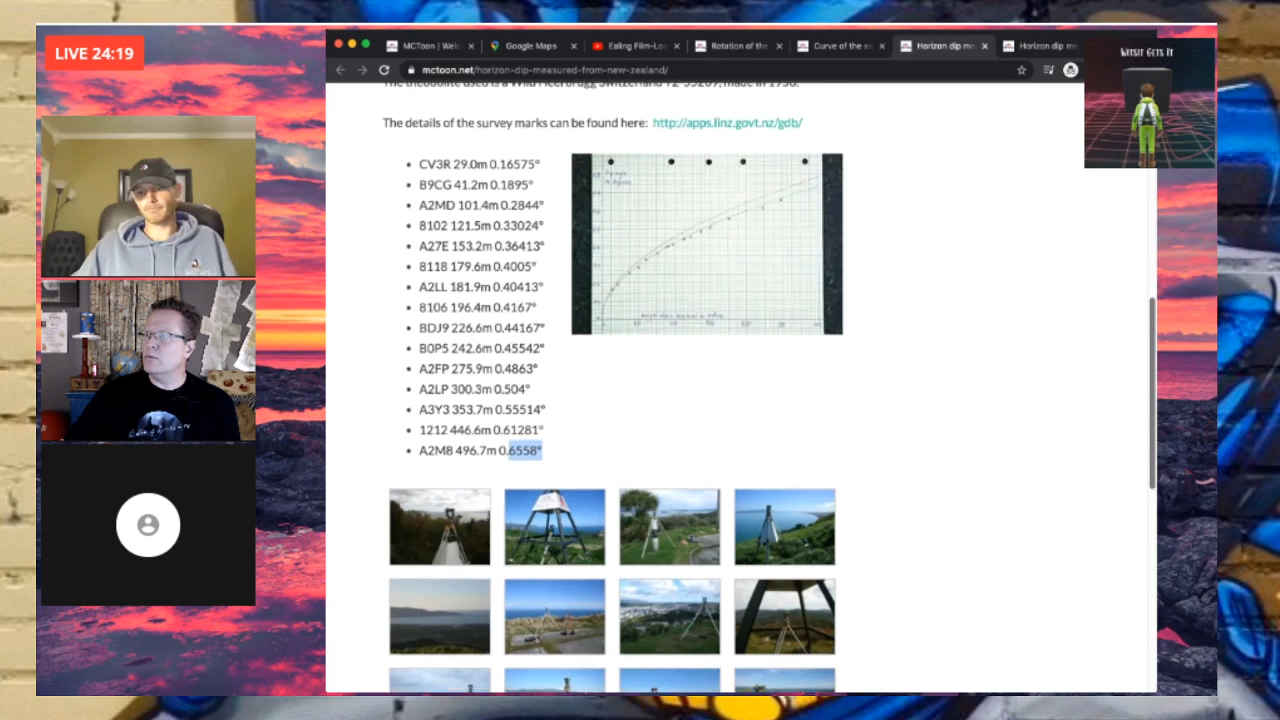 LIVE 24:19
MCToon | Welc
Google Maps
Ealing Film-Lo
Rotation of the
Curve of the ea
Horizon dip me
Horizon dip me
mctoon.net/horizon-dip-measured-from-new-zealand/
WITSIT GETS IT
The details of the survey marks can be found here: http://apps.linz.govt.nz/gdb/
CV3R 29.0m 0.16575°
B9CG 41.2m 0.1895°
A2MD 101.4m 0.2844°
8102 121.5m 0.33024°
A27E 153.2m 0.36413°
8118 179.6m 0.4005°
A2LL 181.9m 0.40413°
8106 196.4m 0.4167°
BDJ9 226.6m 0.44167°
B0P5 242.6m 0.45542°
A2FP 275.9m 0.4863°
A2LP 300.3m 0.504°
A3Y3 353.7m 0.55514°
1212 446.6m 0.61281°
A2M8 496.7m 0.6558°